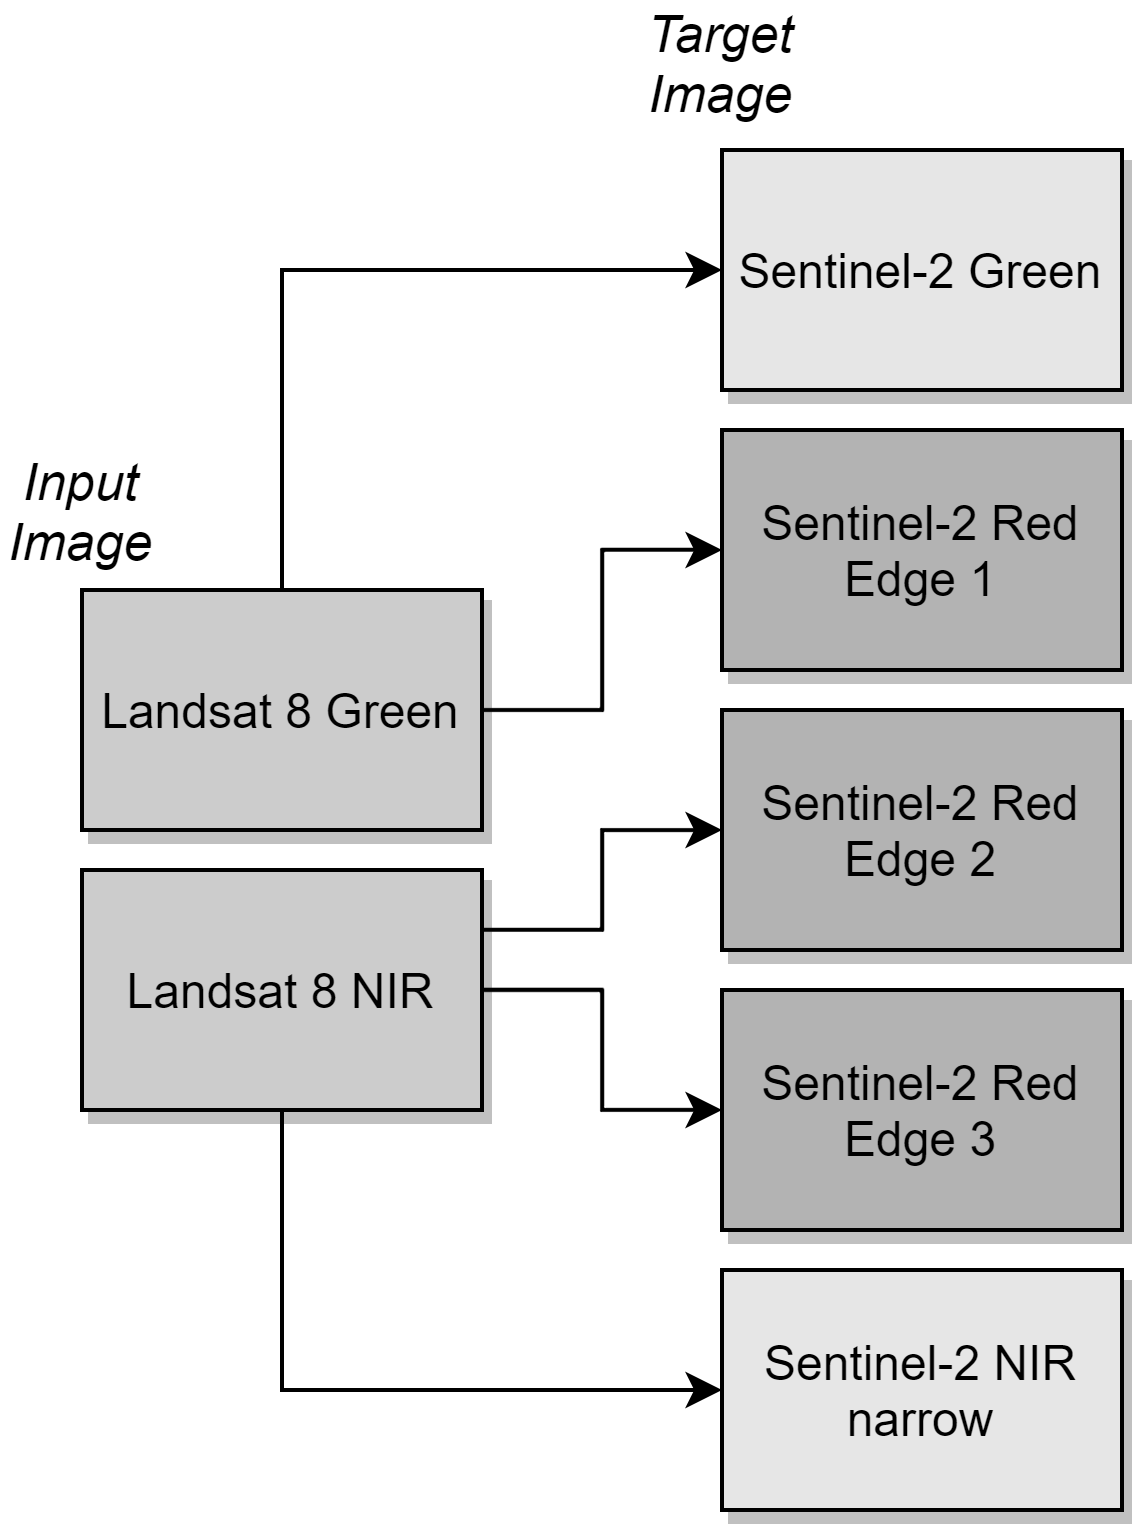 Target
Image
Sentinel-2 Green
Input
Image
Sentinel-2 Red
Edge 1
Landsat 8 Green
Sentinel-2 Red
Edge 2
Landsat 8 NIR
Sentinel-2 Red
Edge 3
Sentinel-2 NIR
narrow